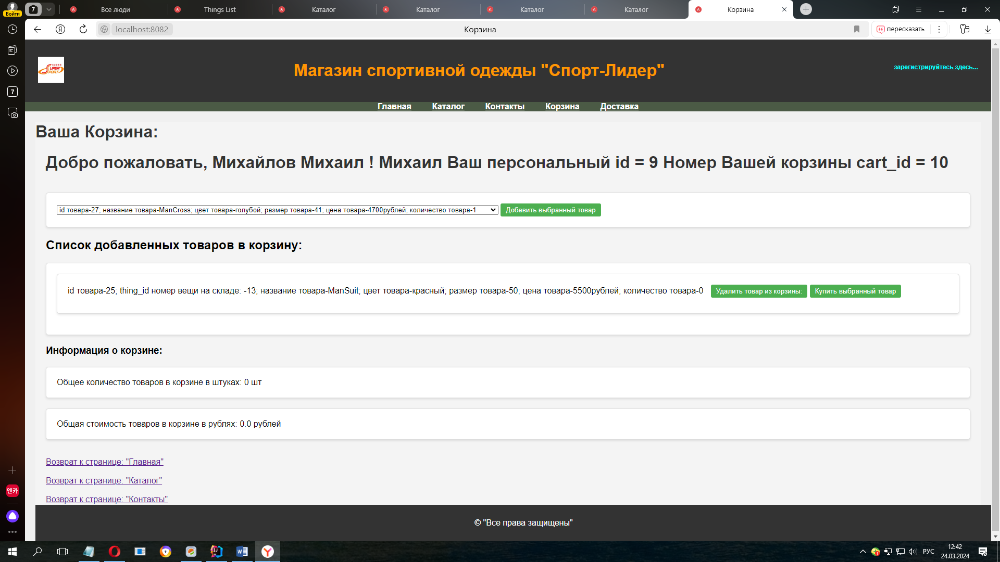 7
Все люди
Things List
Каталог
Каталог
Каталог
Каталог
Корзина
Войти
localhost:8082
Корзина
пересказать
7
SUPER SPORT
Магазин спортивной одежды "Спорт-Лидер"
зарегистрируйтесь здесь...
Главная Каталог Контакты Корзина Доставка
Ваша Корзина:
Добро пожаловать, Михайлов Михаил ! Михаил Ваш персональный id = 9 Номер Вашей корзины cart_id = 10
id товара-27; название товара-ManCross; цвет товара-голубой; размер товара-41; цена товара-4700рублей; количество товара-1
Добавить выбранный товар
Список добавленных товаров в корзину:
id товара-25; thing_id номер вещи на складе: -13; название товара-ManSuit; цвет товара-красный; размер товара-50; цена товара-5500рублей; количество товара-0
Удалить товар из корзины:
Купить выбранный товар
Информация о корзине:
Общее количество товаров в корзине в штуках: 0 шт
Общая стоимость товаров в корзине в рублях: 0.0 рублей
Возврат к странице: "Главная"
Возврат к странице: "Каталог"
Возврат к странице: "Контакты"
엔카
© "Все права защищены"
РУС
12:42
24.03.2024